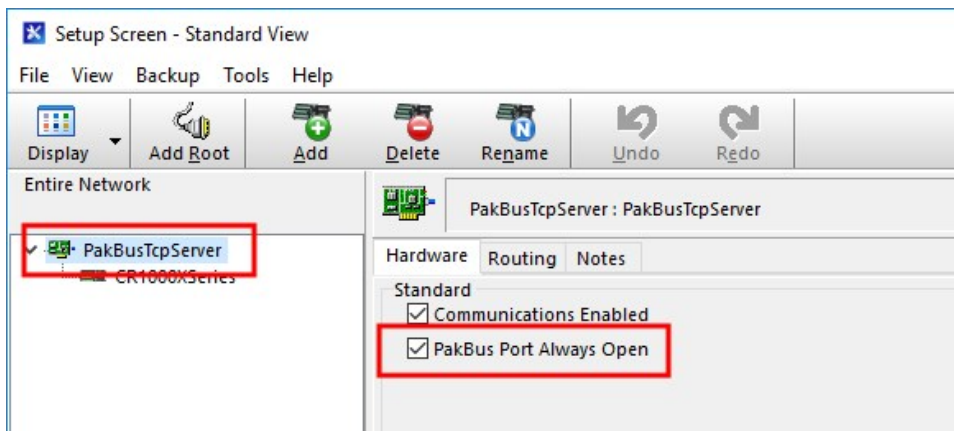 Setup Screen - Standard View
File View Backup Tools Help
Display Add Root Add Delete Rename Undo Redo
Entire Network
PakBusTcpServer : PakBusTcpServer
PakBusTcpServer
CR1000XSeries
Hardware Routing Notes
Standard
Communications Enabled
PakBus Port Always Open